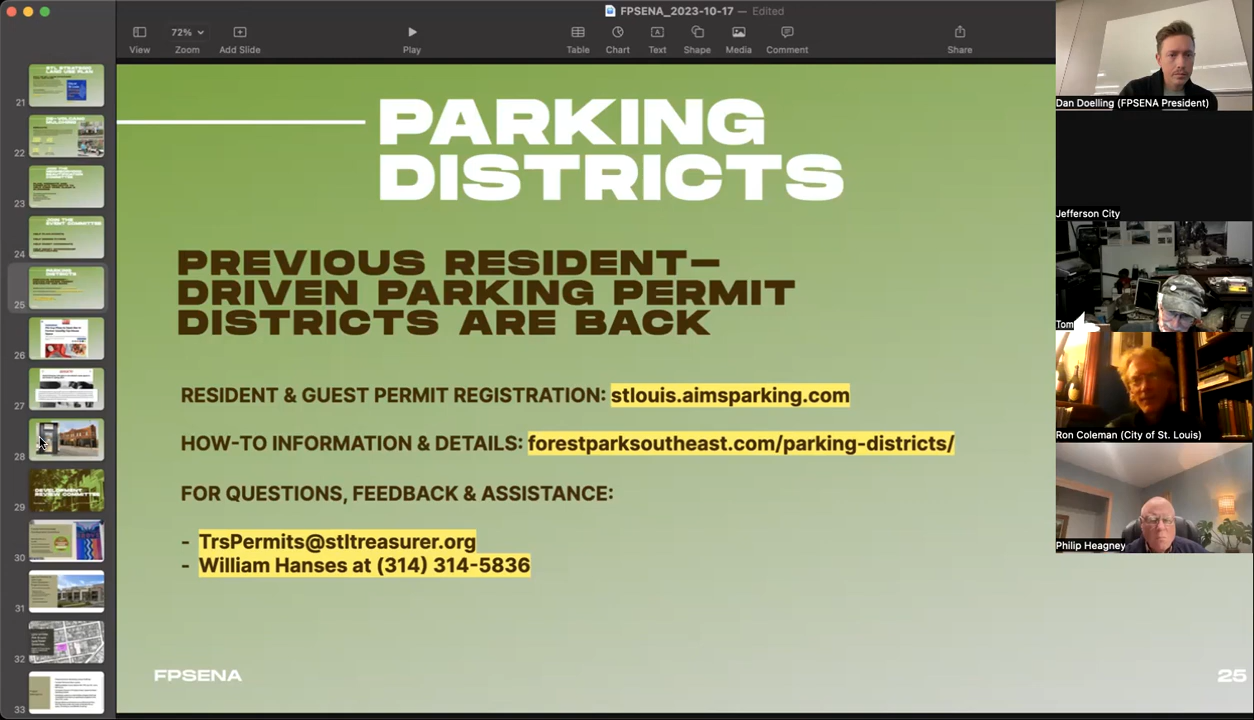 FPSENA_2023-10-17 — Edited
72%
View
Zoom
Add Slide
Play
Table
Chart
Text
Shape
Media
Comment
Share
21
22
23
24
25
26
27
28
29
30
31
32
33
PARKING
DISTRICTS
PREVIOUS RESIDENT-
DRIVEN PARKING PERMIT
DISTRICTS ARE BACK
RESIDENT & GUEST PERMIT REGISTRATION: stlouis.aimsparking.com
HOW-TO INFORMATION & DETAILS: forestparksoutheast.com/parking-districts/
FOR QUESTIONS, FEEDBACK & ASSISTANCE:
- TrsPermits@stltreasurer.org
- William Hanses at (314) 314-5836
FPSENA
25
Dan Doelling (FPSENA President)
Jefferson City
Tom
Ron Coleman (City of St. Louis)
Philip Heagney